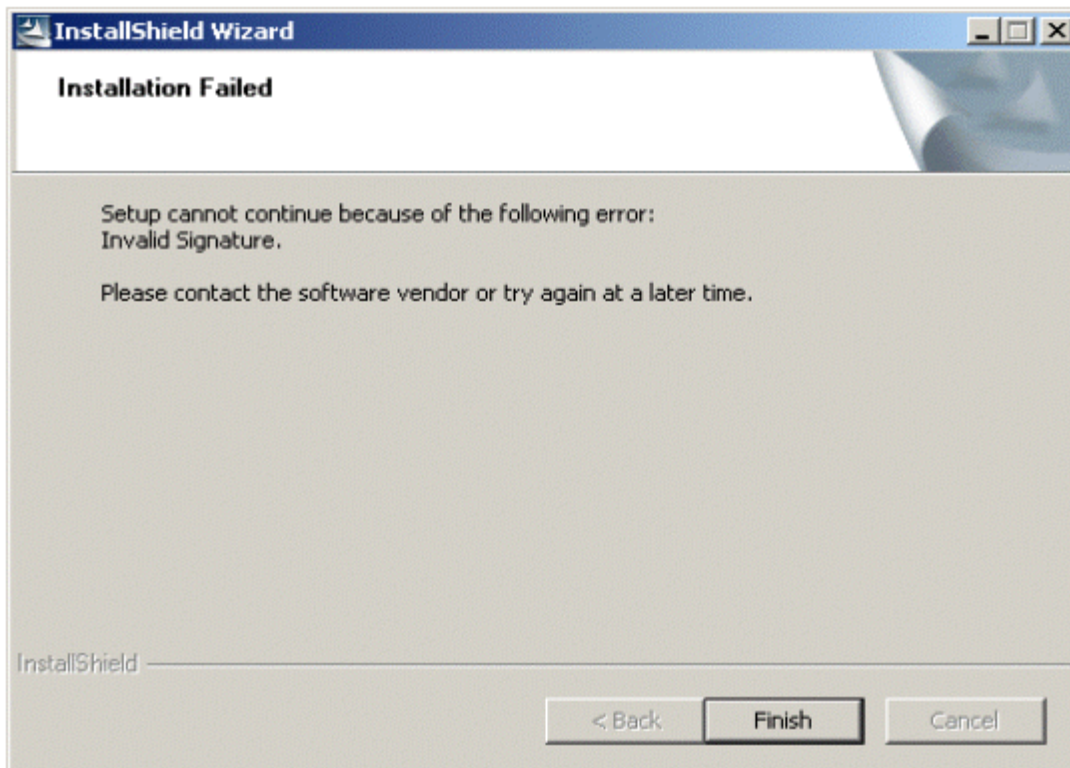 InstallShield Wizard
Installation Failed
Setup cannot continue because of the following error:
Invalid Signature.
Please contact the software vendor or try again at a later time.
InstallShield
< Back
Finish
Cancel